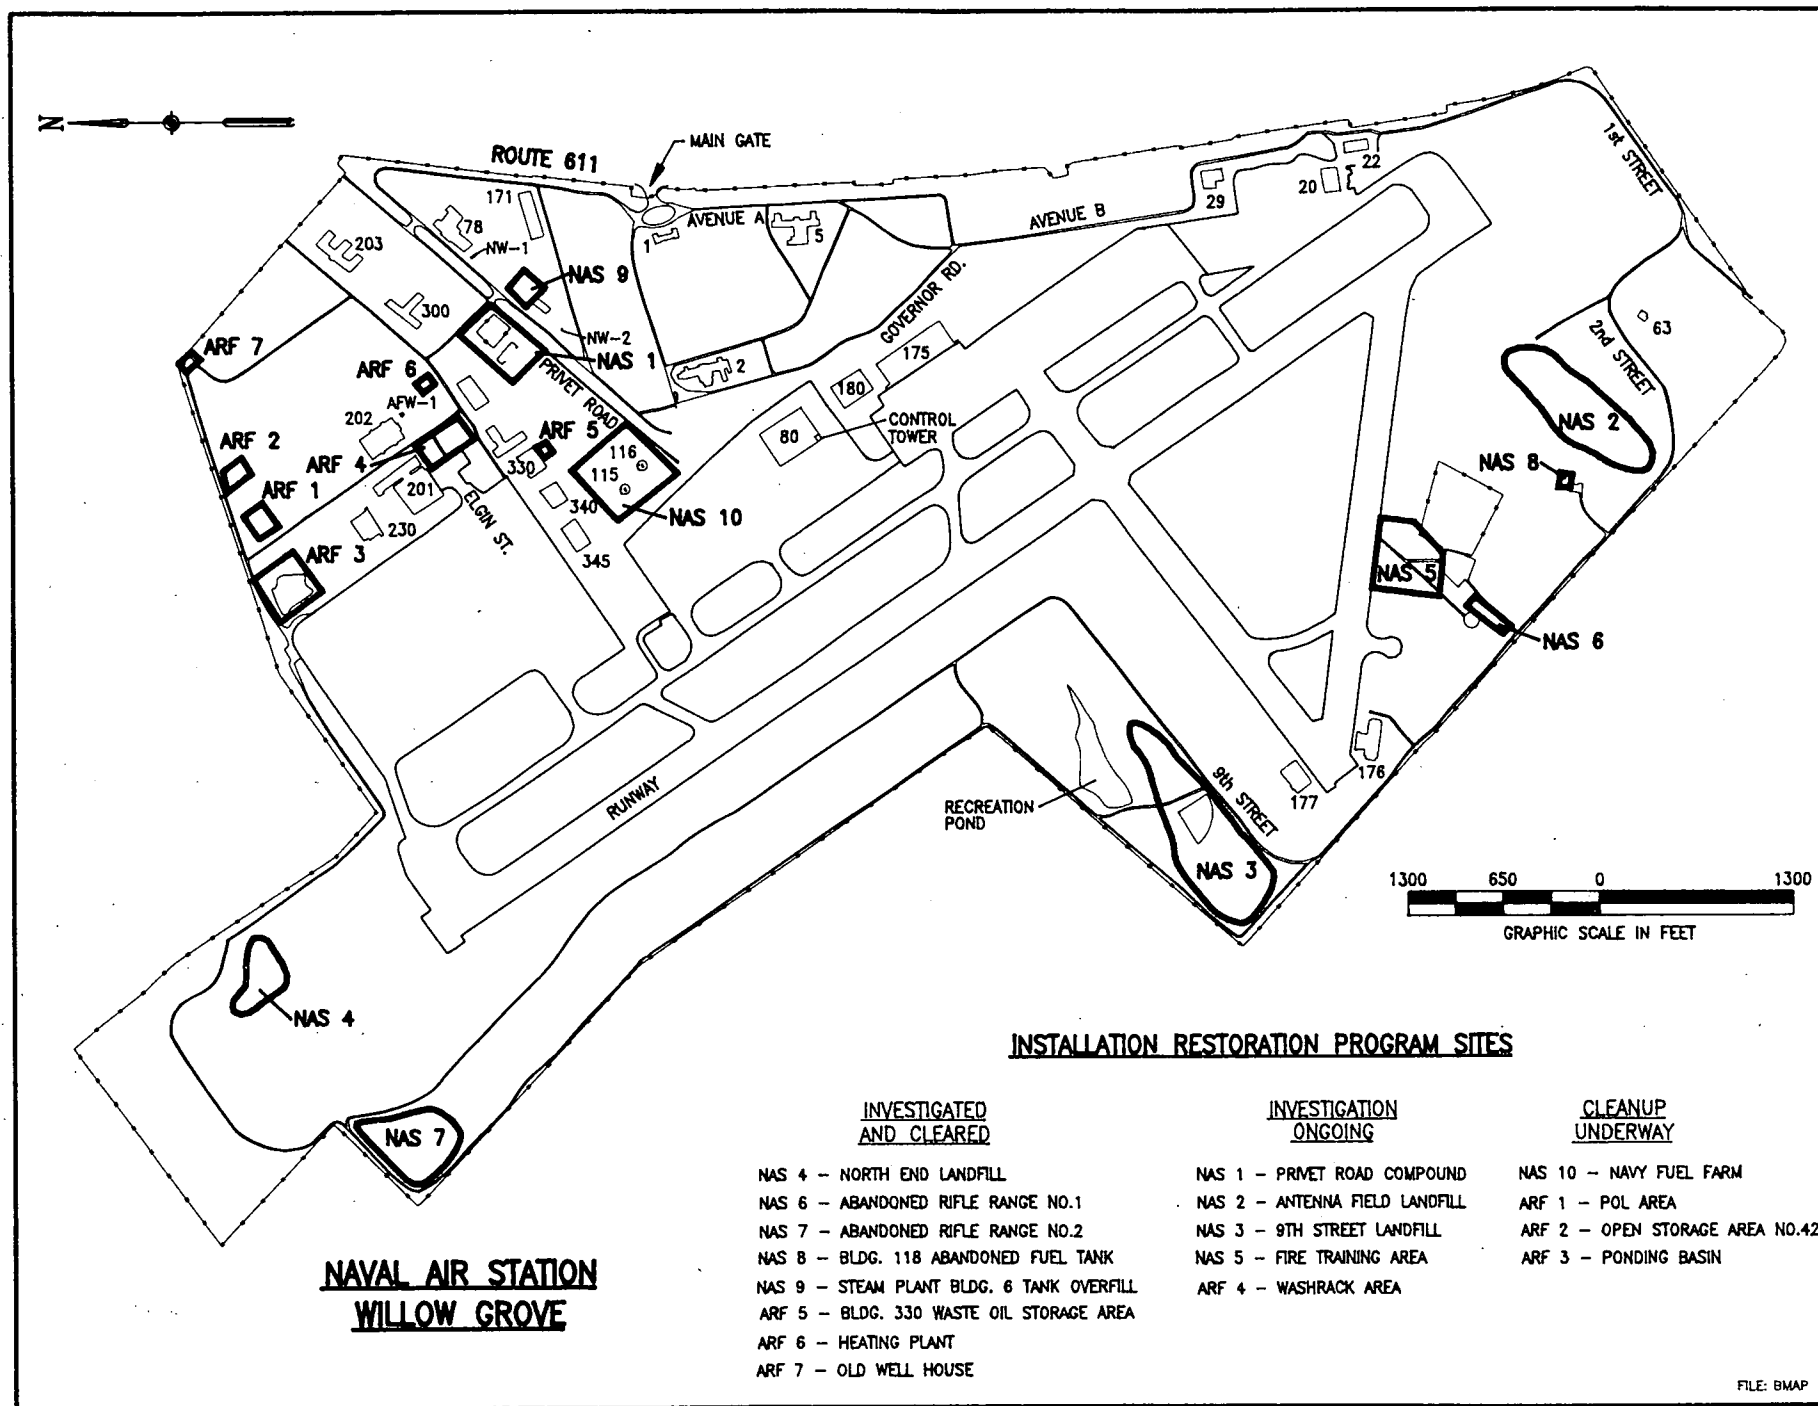 N
ROUTE 611
MAIN GATE
171
78
NW-1
203
AVENUE A
1
5
AVENUE B
29
20
22
1st STREET
NAS 9
300
NW-2
NAS 1
GOVERNOR RD.
175
2
63
2nd STREET
ARF 7
ARF 6
AFW-1
PRIVET ROAD
180
CONTROL
TOWER
80
202
ARF 5
ARF 2
ARF 4
330
116
115
NAS 2
NAS 8
ARF 1
201
340
NAS 10
230
ELGIN ST.
345
ARF 3
NAS 5
NAS 6
RUNWAY
RECREATION
POND
9th STREET
177
176
NAS 3
1300 650 0 1300
GRAPHIC SCALE IN FEET
NAS 4
NAS 7
INSTALLATION RESTORATION PROGRAM SITES
INVESTIGATED
AND CLEARED
NAS 4 - NORTH END LANDFILL
NAS 6 - ABANDONED RIFLE RANGE NO.1
NAS 7 - ABANDONED RIFLE RANGE NO.2
NAS 8 - BLDG. 118 ABANDONED FUEL TANK
NAS 9 - STEAM PLANT BLDG. 6 TANK OVERFILL
ARF 5 - BLDG. 330 WASTE OIL STORAGE AREA
ARF 6 - HEATING PLANT
ARF 7 - OLD WELL HOUSE
INVESTIGATION
ONGOING
NAS 1 - PRIVET ROAD COMPOUND
NAS 2 - ANTENNA FIELD LANDFILL
NAS 3 - 9TH STREET LANDFILL
NAS 5 - FIRE TRAINING AREA
ARF 4 - WASHRACK AREA
CLEANUP
UNDERWAY
NAS 10 - NAVY FUEL FARM
ARF 1 - POL AREA
ARF 2 - OPEN STORAGE AREA NO.42
ARF 3 - PONDING BASIN
NAVAL AIR STATION
WILLOW GROVE
FILE: BMAP